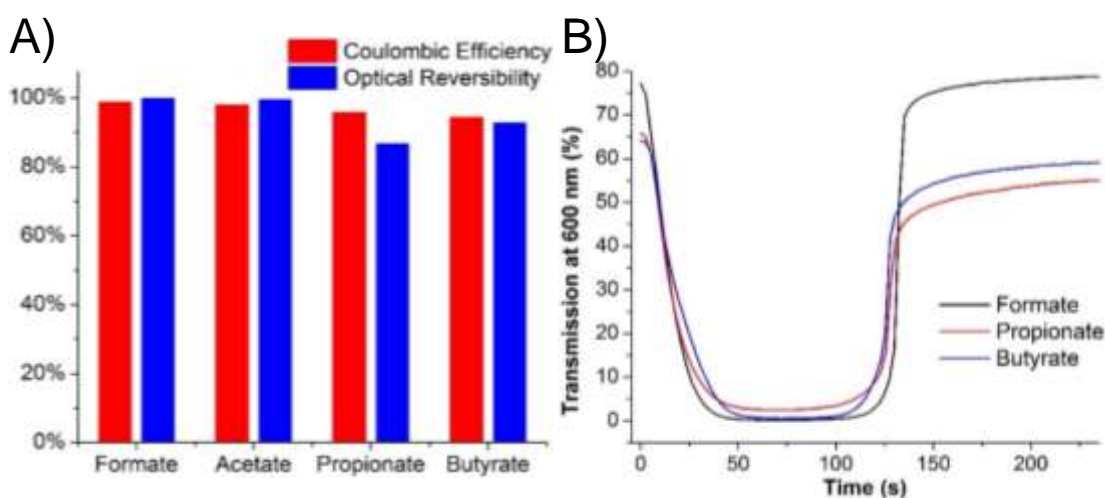 A)
Coulombic Efficiency
Optical Reversibility
100%
80%
60%
40%
20%
0%
Formate Acetate Propionate Butyrate
B)
Transmission at 600 nm (%)
80
70
60
50
40
30
20
10
0
Formate
Propionate
Butyrate
0 50 100 150 200
Time (s)